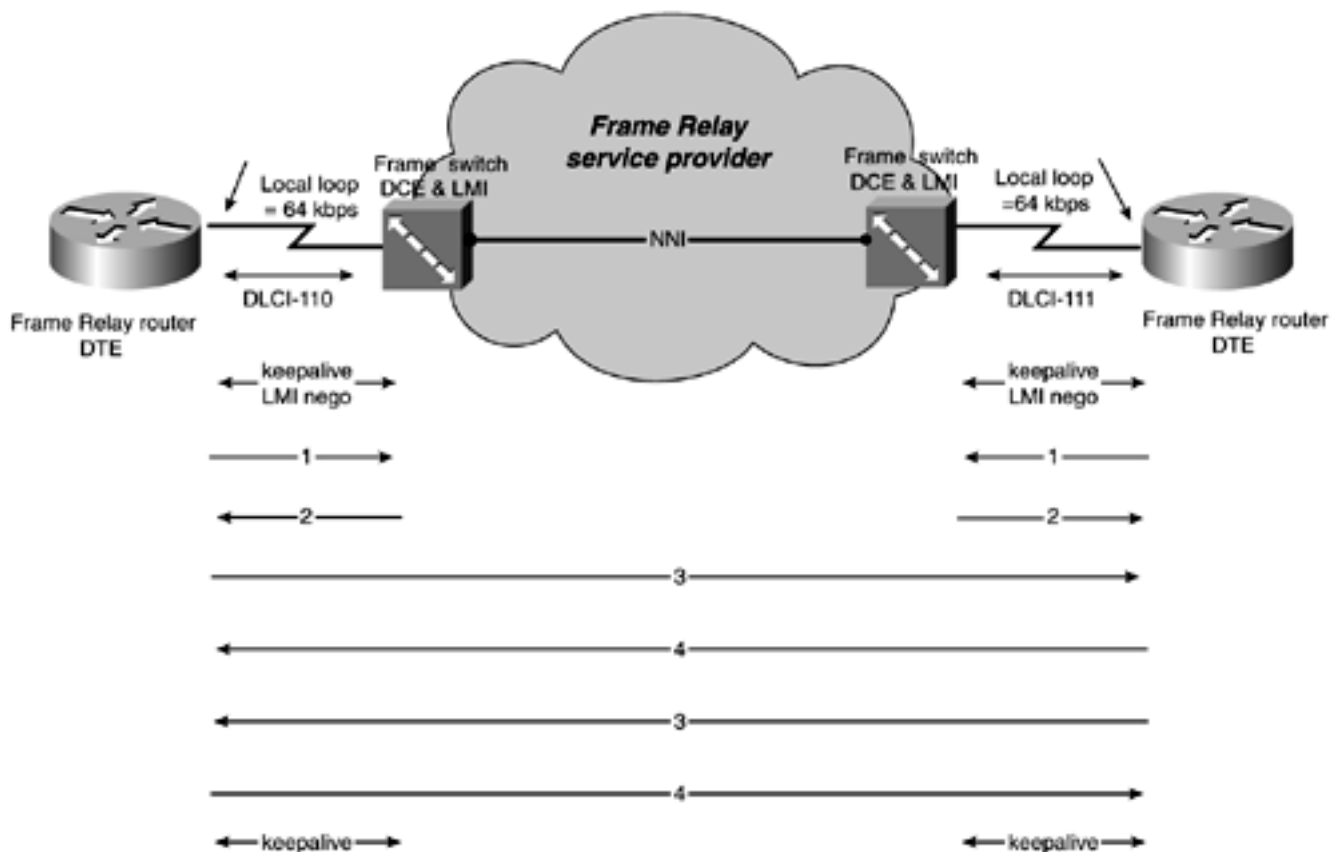 Frame Relay
service provider
Frame switch
DCE & LMI
Frame switch
DCE & LMI
Local loop
= 64 kbps
Local loop
=64 kbps
NNI
DLCI-110
DLCI-111
Frame Relay router
DTE
Frame Relay router
DTE
keepalive
LMI nego
keepalive
LMI nego
1
1
2
2
3
4
3
4
keepalive
keepalive